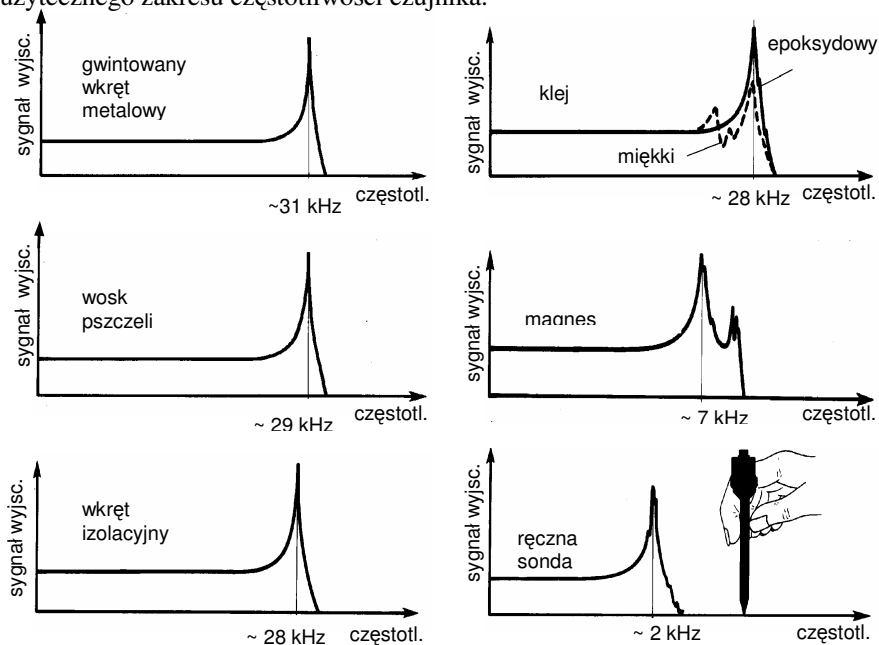 użytecznego zakresu częstotliwości czujnika.
sygnał wyjsc.
gwintowany
wkręt
metalowy
~31 kHz
częstotl.
sygnał wyjsc.
klej
epoksydowy
miękki
~ 28 kHz
częstotl.
sygnał wyjsc.
wosk
pszczeli
~ 29 kHz
częstotl.
sygnał wyjsc.
magnes
~ 7 kHz
częstotl.
sygnał wyjsc.
wkręt
izolacyjny
~ 28 kHz
częstotl.
sygnał wyjsc.
ręczna
sonda
~ 2 kHz
częstotl.